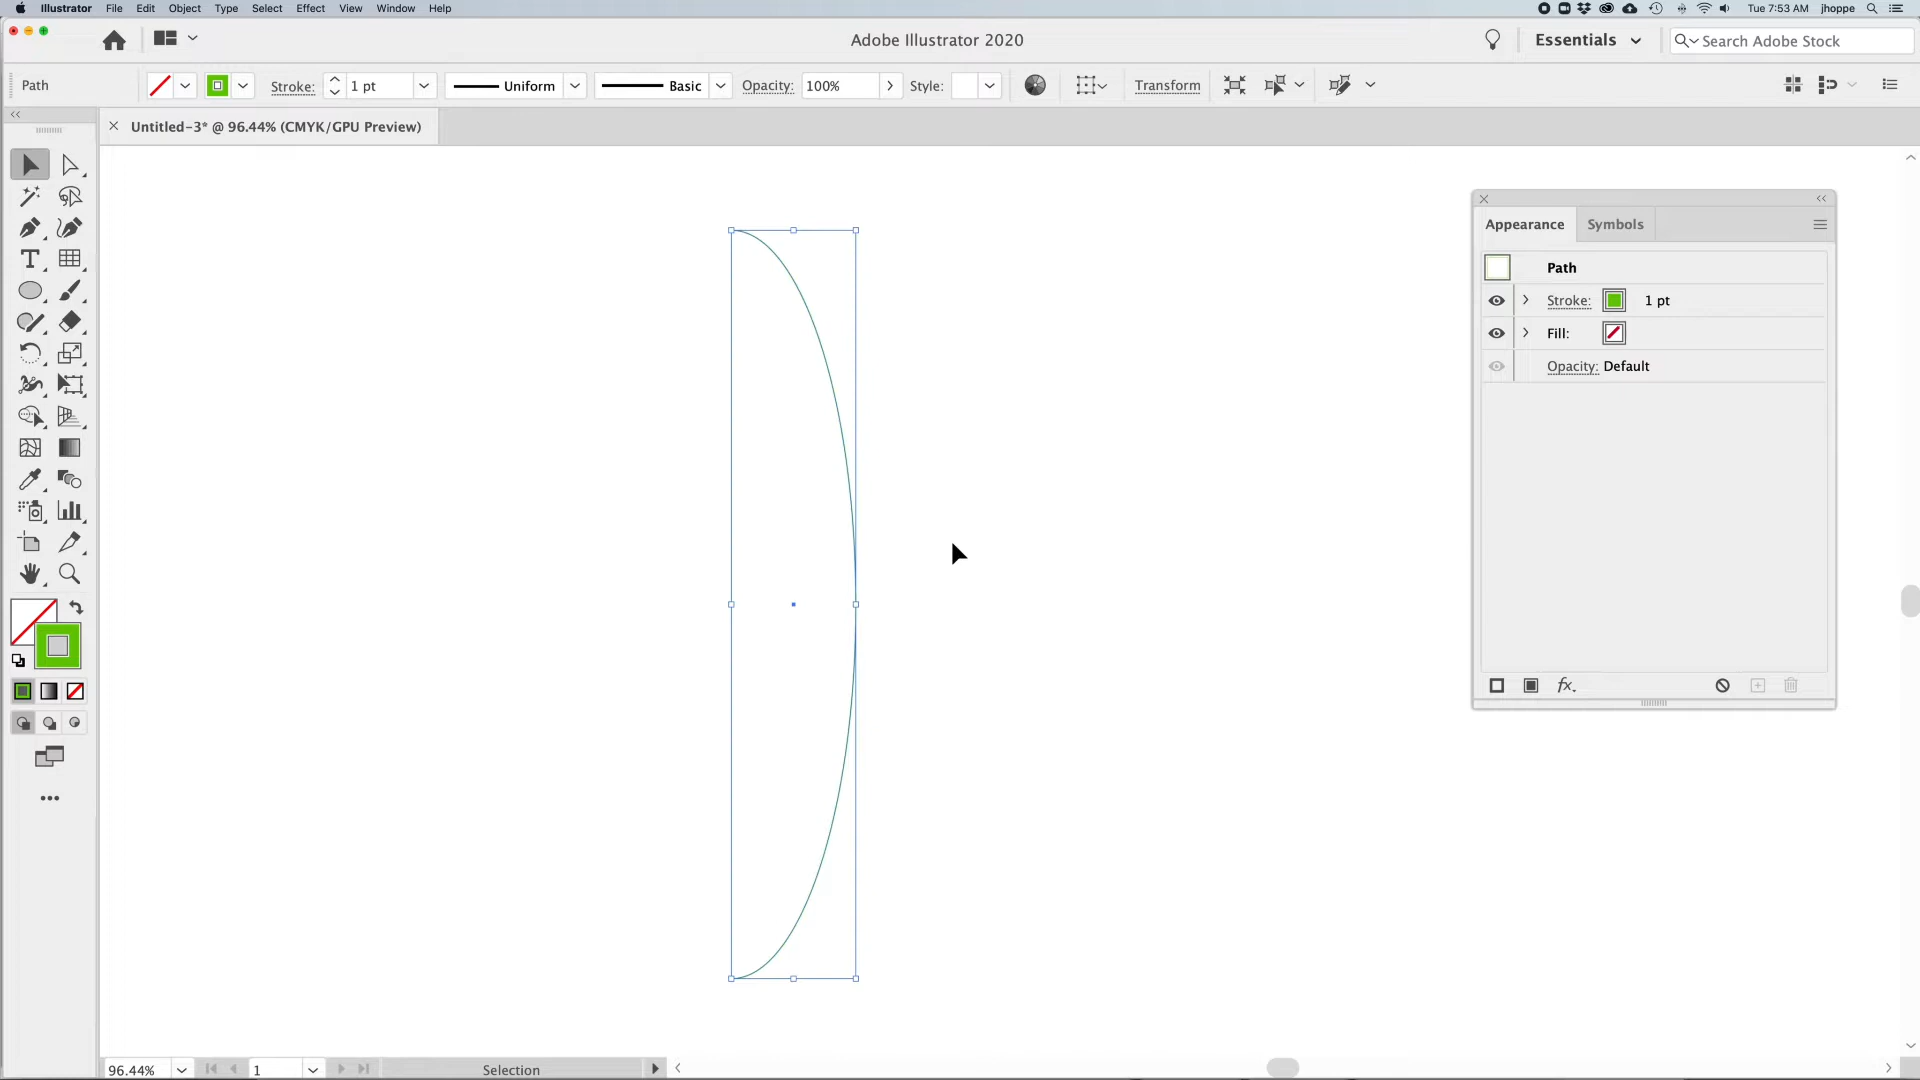 Illustrator File Edit Object Type Select Effect View Window Help Tue 7:53 AM jhoppe
Adobe Illustrator 2020 Essentials Search Adobe Stock
Path Stroke: 1 pt Uniform Basic Opacity: 100% Style: Transform
Untitled-3* @ 96.44% (CMYK/GPU Preview)
Appearance Symbols
Path
Stroke: 1 pt
Fill:
Opacity: Default
fx
96.44% 1 Selection